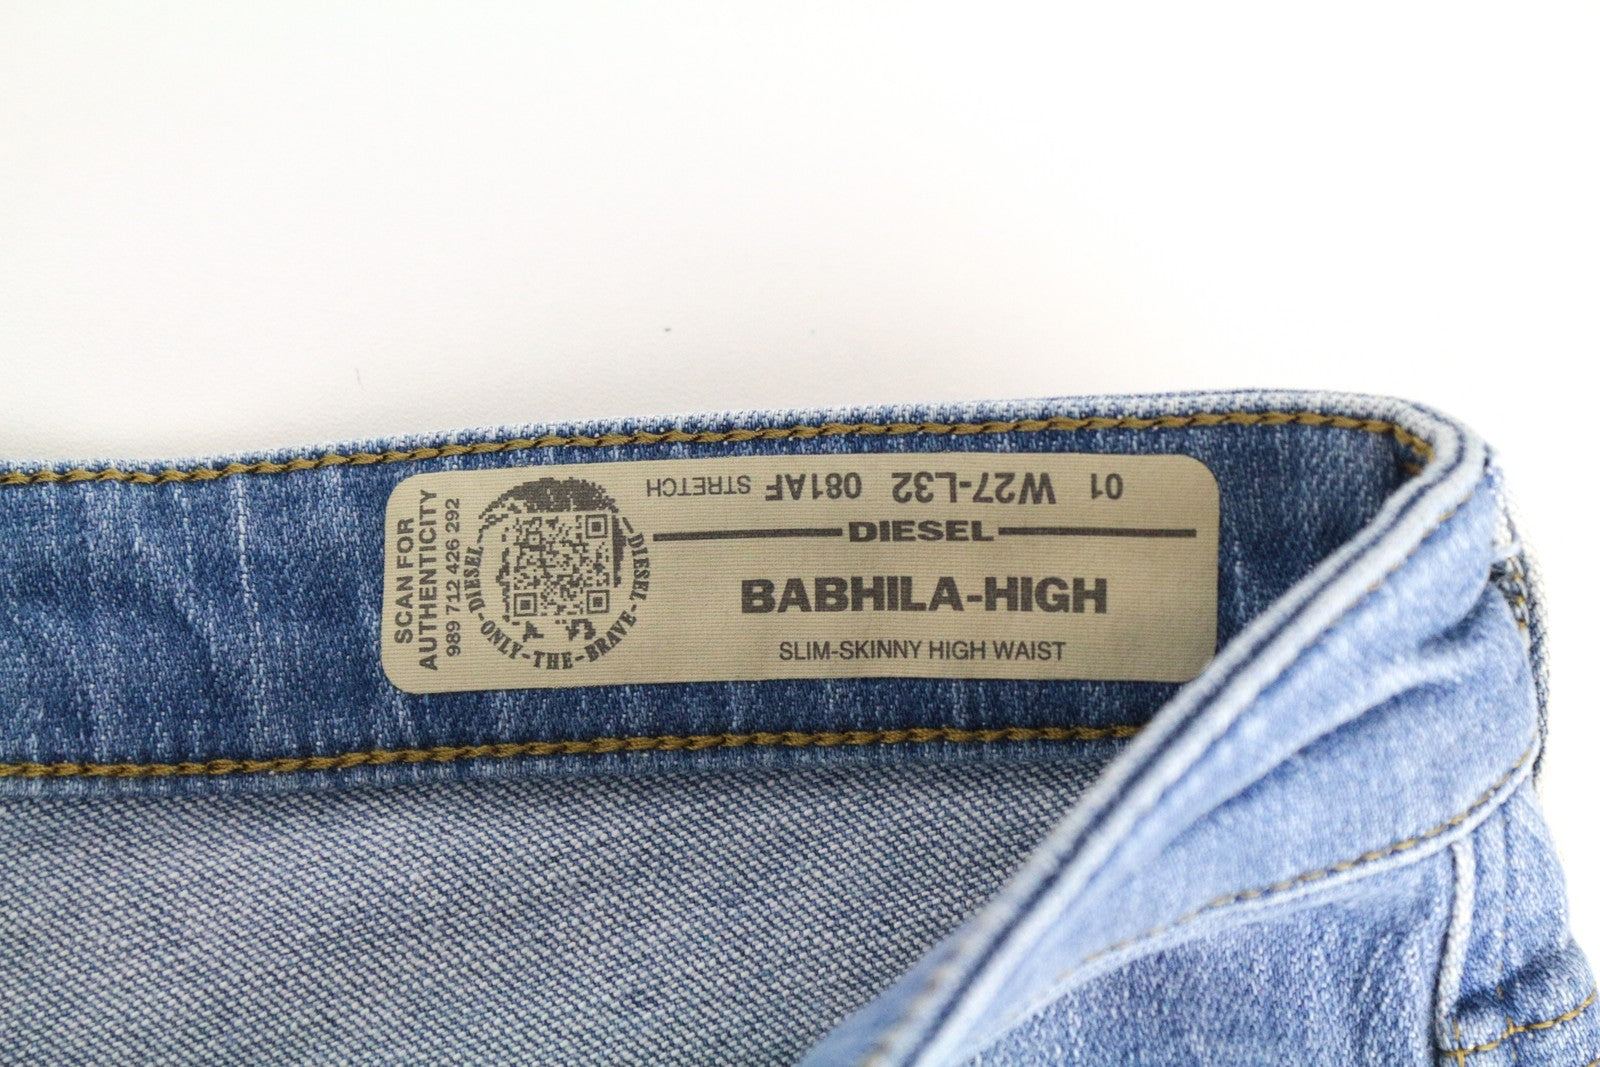 SCAN FOR
AUTHENTICITY
989 712 426 292
DIESEL-ONLY-THE-BRAVE-DIESEL
01 W27-L32 081AF STRETCH
DIESEL
BABHILA-HIGH
SLIM-SKINNY HIGH WAIST